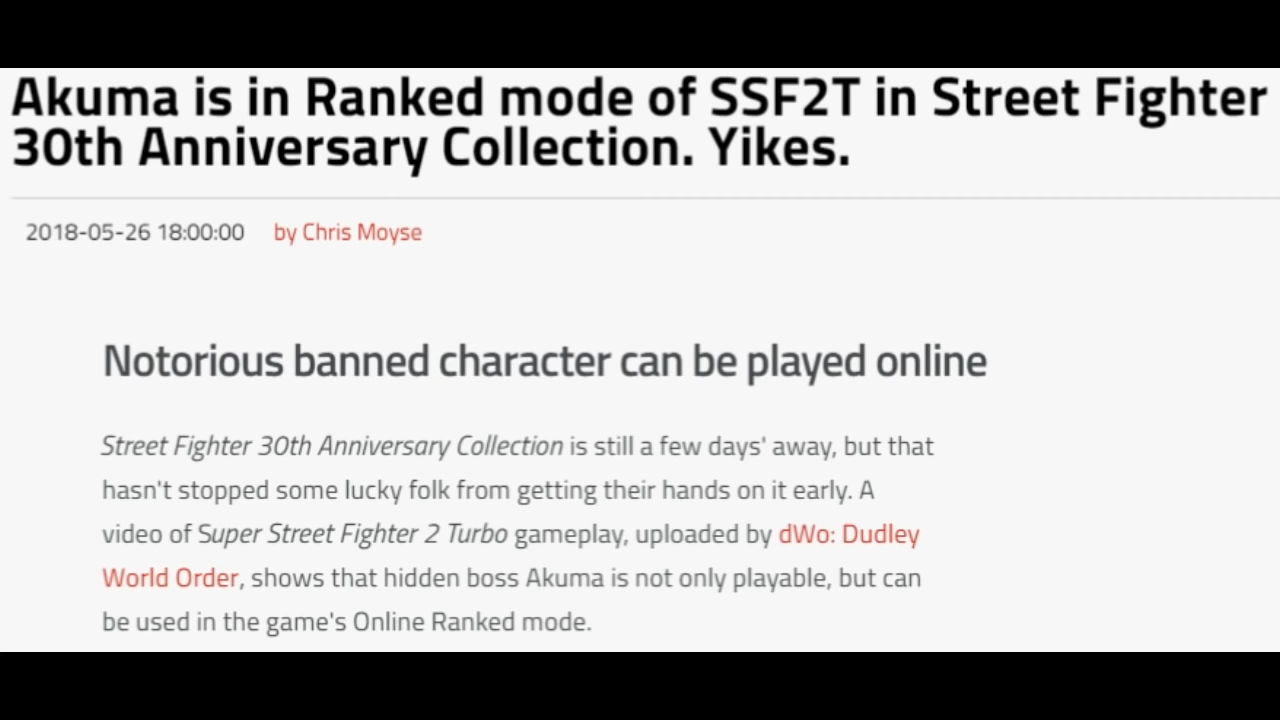 Akuma is in Ranked mode of SSF2T in Street Fighter
30th Anniversary Collection. Yikes.
2018-05-26 18:00:00 by Chris Moyse
Notorious banned character can be played online
Street Fighter 30th Anniversary Collection is still a few days' away, but that
hasn't stopped some lucky folk from getting their hands on it early. A
video of Super Street Fighter 2 Turbo gameplay, uploaded by dWo: Dudley
World Order, shows that hidden boss Akuma is not only playable, but can
be used in the game's Online Ranked mode.